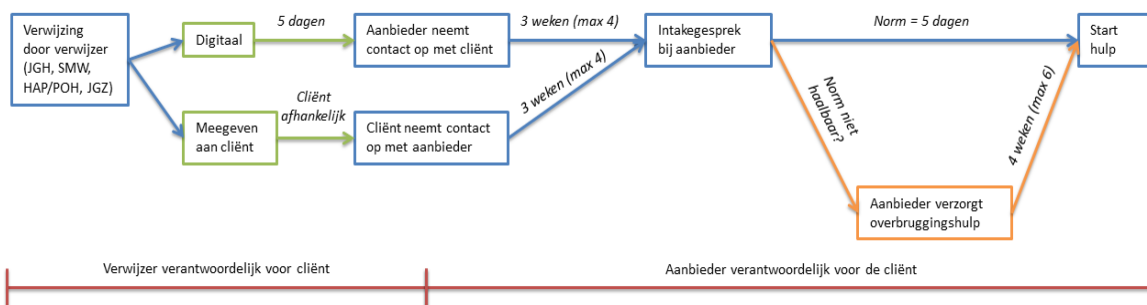 Verwijzing
door verwijzer
(JGH, SMW,
HAP/POH, JGZ)
Digitaal
5 dagen
Aanbieder neemt
contact op met cliënt
3 weken (max 4)
Meegeven
aan cliënt
Cliënt
afhankelijk
Cliënt neemt contact
op met aanbieder
3 weken (max 4)
Intakegesprek
bij aanbieder
Norm = 5 dagen
Start
hulp
Norm niet
haalbaar?
Aanbieder verzorgt
overbruggingshulp
4 weken (max 6)
Verwijzer verantwoordelijk voor cliënt
Aanbieder verantwoordelijk voor de cliënt